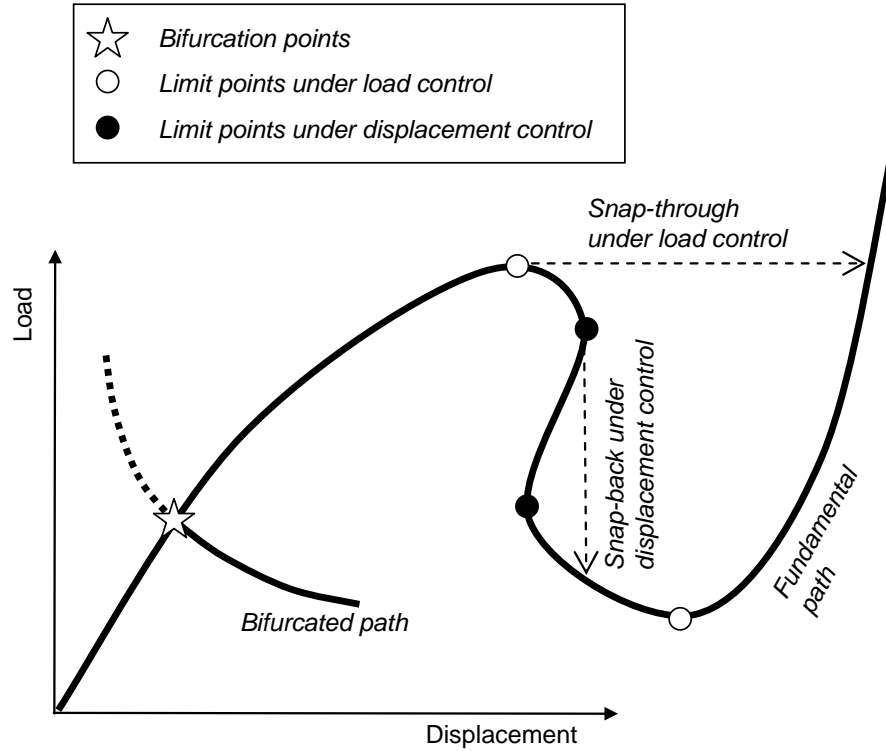 Bifurcation points
Limit points under load control
Limit points under displacement control
Snap-through
under load control
Load
Snap-back under
displacement control
Fundamental
path
Bifurcated path
Displacement